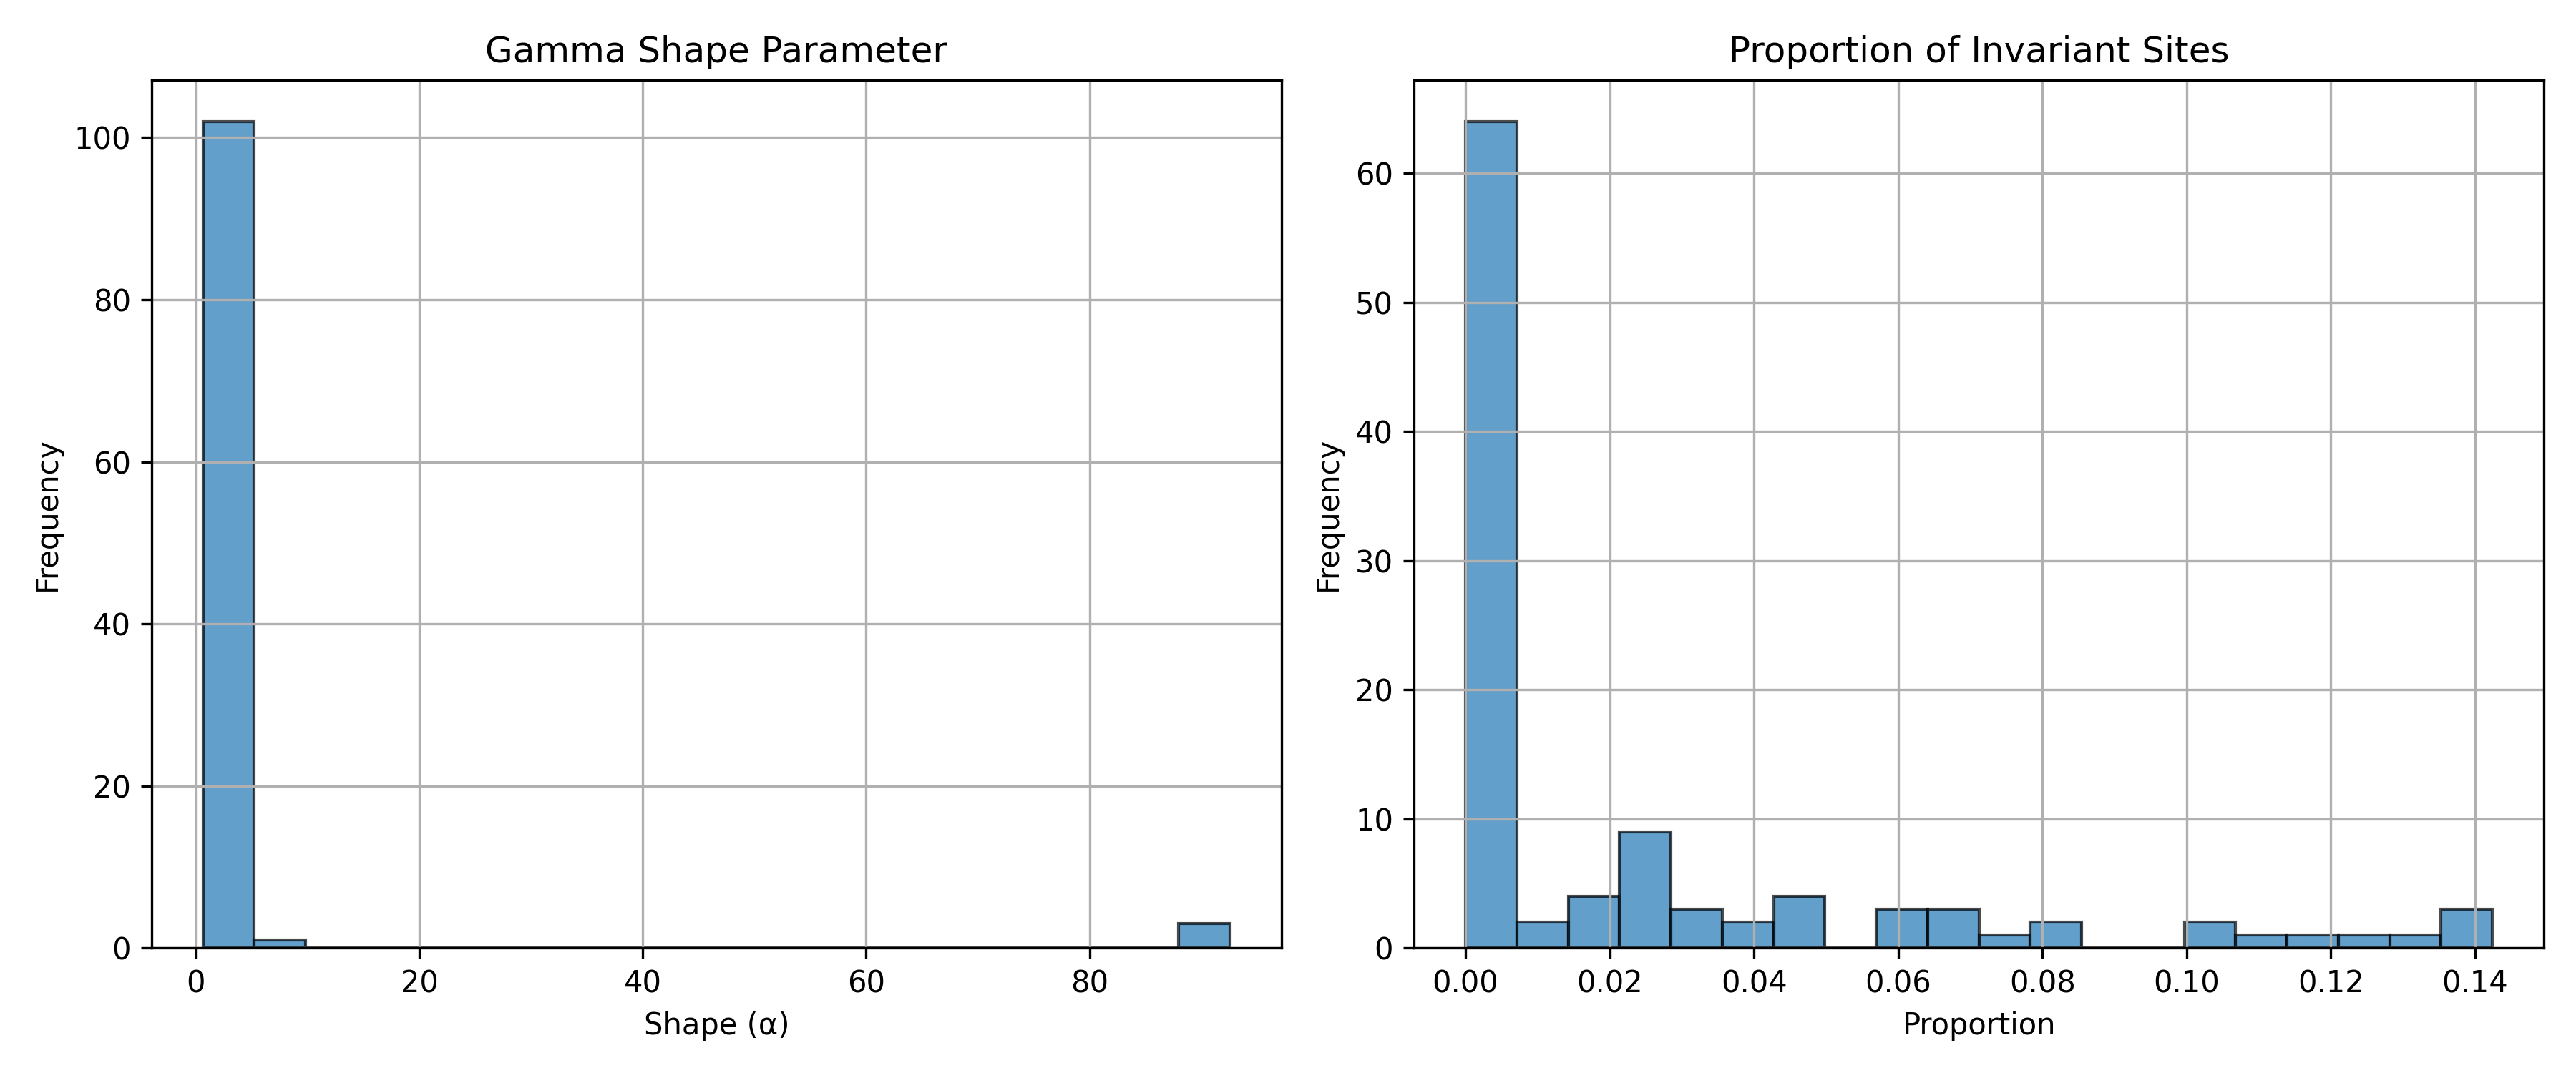 Gamma Shape Parameter
Frequency
100
80
60
40
20
0
0 20 40 60 80
Shape (α)
Proportion of Invariant Sites
Frequency
60
50
40
30
20
10
0
0.00 0.02 0.04 0.06 0.08 0.10 0.12 0.14
Proportion